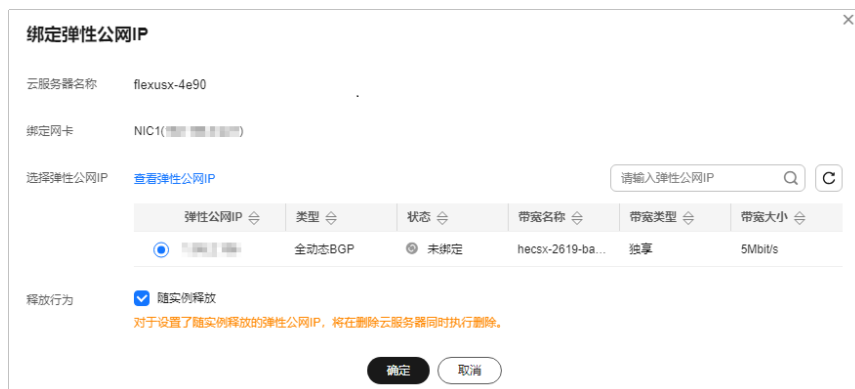 绑定弹性公网IP
云服务器名称 flexusx-4e90
绑定网卡 NIC1( )
选择弹性公网IP 查看弹性公网IP 请输入弹性公网IP
弹性公网IP 类型 状态 带宽名称 带宽类型 带宽大小
全动态BGP 未绑定 hecsx-2619-ba... 独享 5Mbit/s
释放行为 随实例释放
对于设置了随实例释放的弹性公网IP，将在删除云服务器同时执行删除。
确定 取消